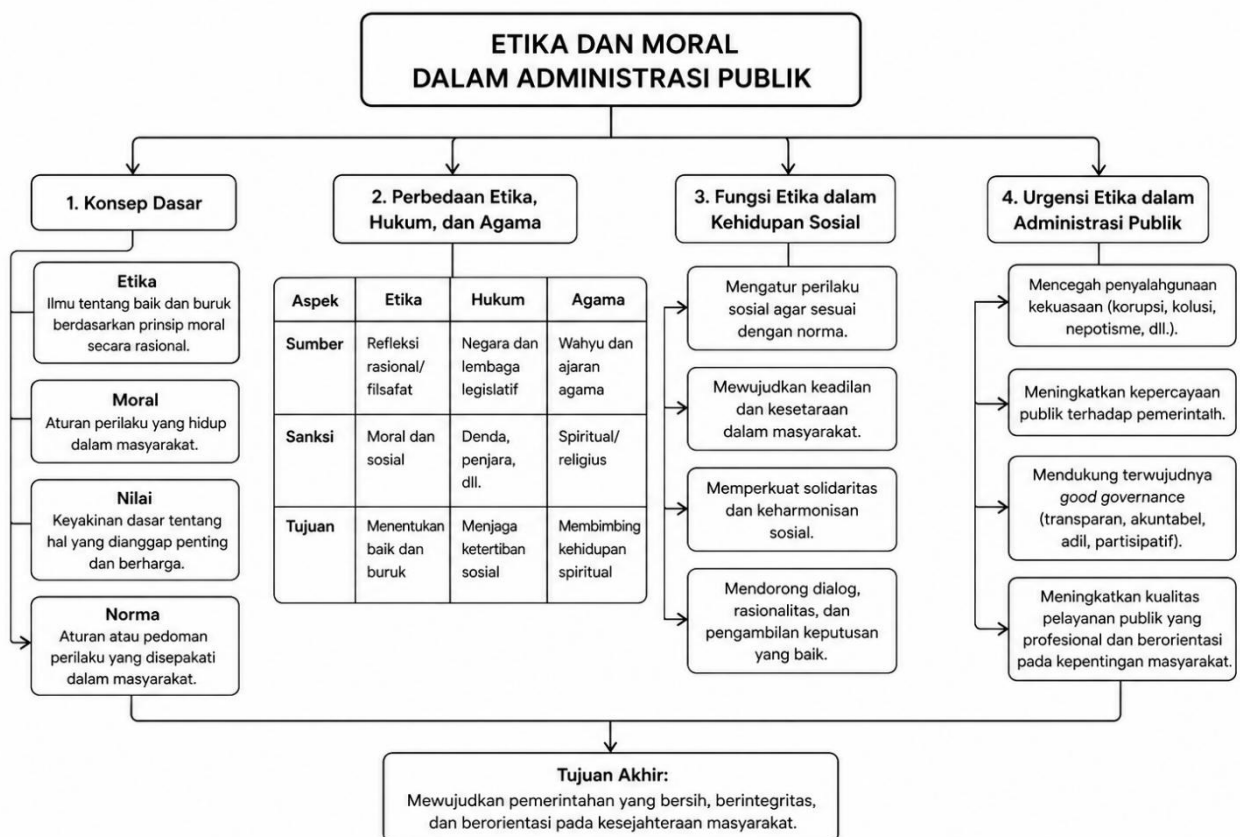 ETIKA DAN MORAL
DALAM ADMINISTRASI PUBLIK
1. Konsep Dasar
Etika
Ilmu tentang baik dan buruk
berdasarkan prinsip moral
secara rasional.
Moral
Aturan perilaku yang hidup
dalam masyarakat.
Nilai
Keyakinan dasar tentang
hal yang dianggap penting
dan berharga.
Norma
Aturan atau pedoman
perilaku yang disepakati
dalam masyarakat.
2. Perbedaan Etika,
Hukum, dan Agama
Aspek Etika Hukum Agama
Sumber Refleksi Negara dan Wahyu dan
rasional/ lembaga ajaran
filsafat legislatif agama
Sanksi Moral dan Denda, Spiritual/
sosial penjara, religius
dll.
Tujuan Menentukan Menjaga Membimbing
baik dan ketertiban kehidupan
buruk sosial spiritual
3. Fungsi Etika dalam
Kehidupan Sosial
Mengatur perilaku
sosial agar sesuai
dengan norma.
Mewujudkan keadilan
dan kesetaraan
dalam masyarakat.
Memperkuat solidaritas
dan keharmonisan
sosial.
Mendorong dialog,
rasionalitas, dan
pengambilan keputusan
yang baik.
4. Urgensi Etika dalam
Administrasi Publik
Mencegah penyalahgunaan
kekuasaan (korupsi, kolusi,
nepotisme, dll.).
Meningkatkan kepercayaan
publik terhadap pemerintah.
Mendukung terwujudnya
good governance
(transparan, akuntabel,
adil, partisipatif).
Meningkatkan kualitas
pelayanan publik yang
profesional dan berorientasi
pada kepentingan masyarakat.
Tujuan Akhir:
Mewujudkan pemerintahan yang bersih, berintegritas,
dan berorientasi pada kesejahteraan masyarakat.